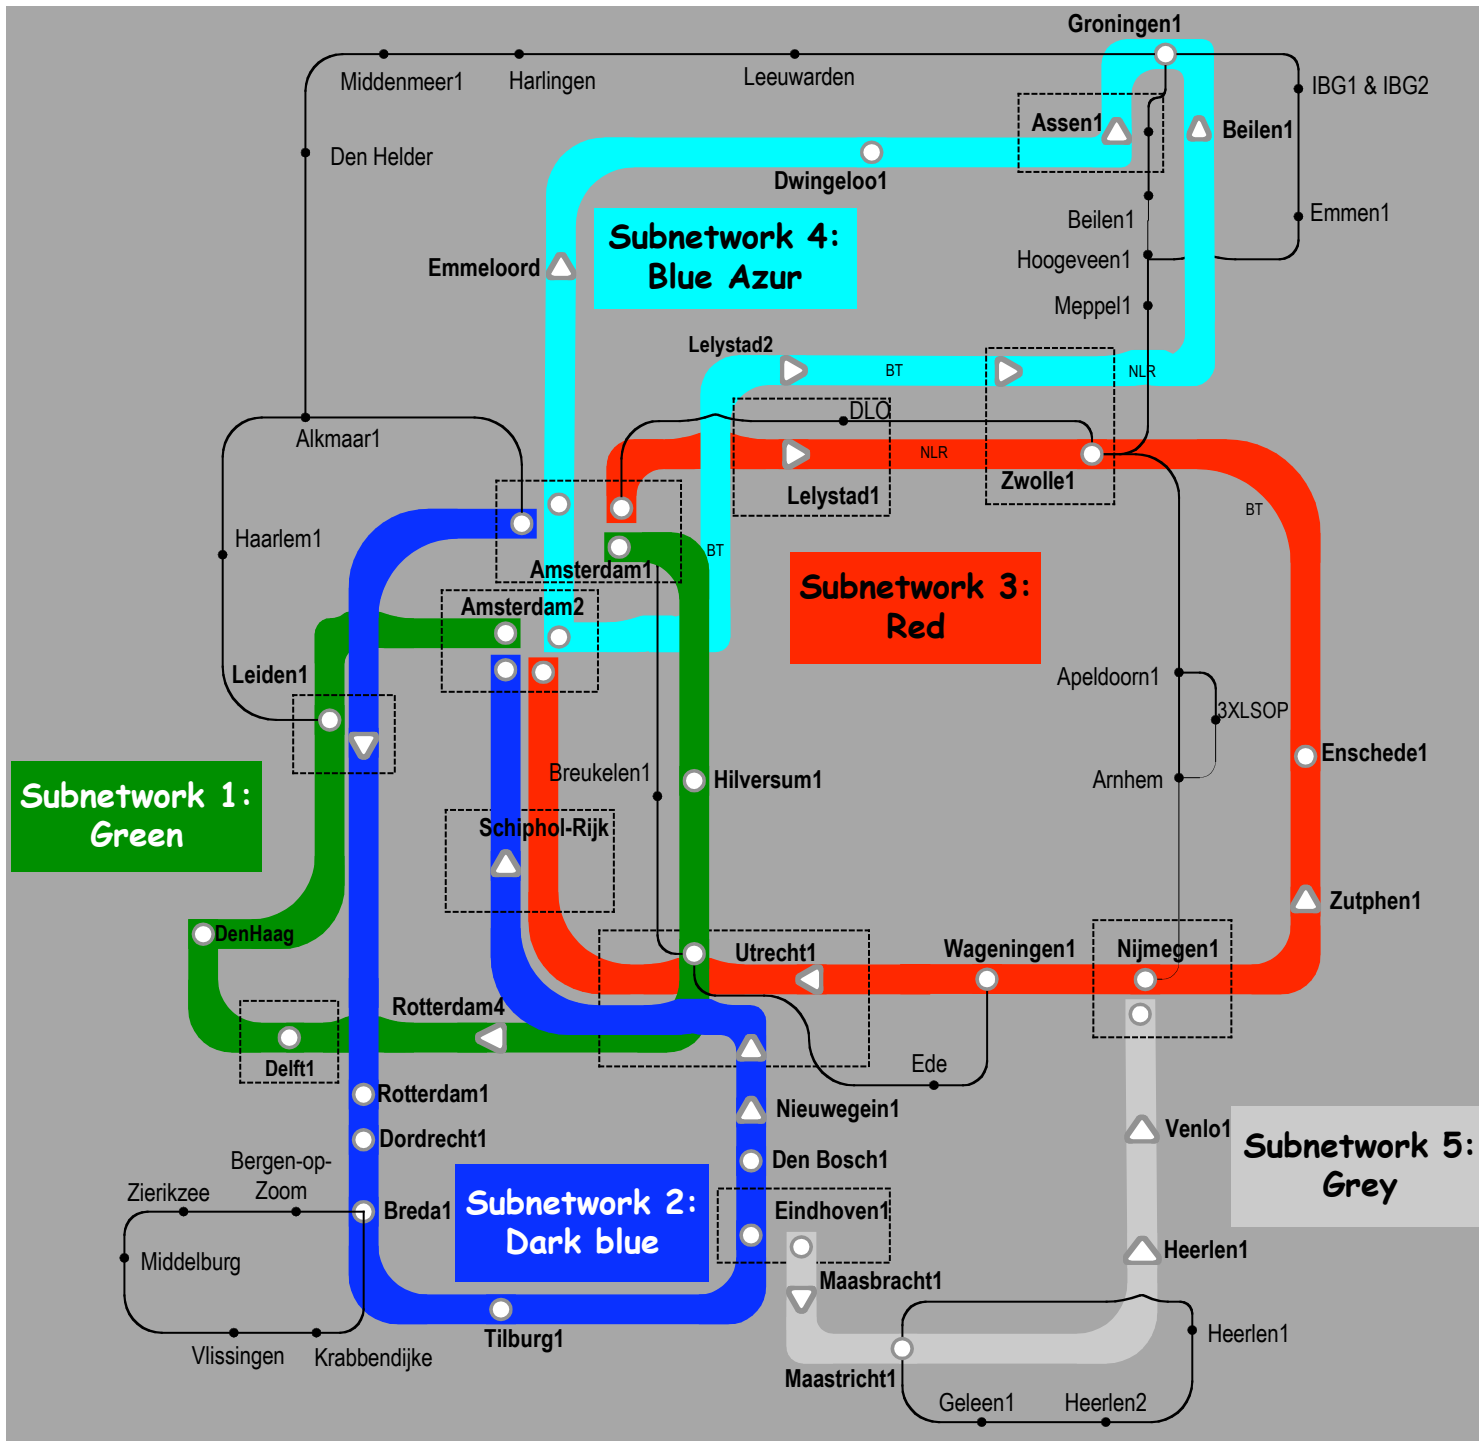 Groningen1
Middenmeer1
Harlingen
Leeuwarden
IBG1 & IBG2
Assen1
Beilen1
Den Helder
Dwingeloo1
Beilen1
Emmen1
Subnetwork 4:
Blue Azur
Emmeloord
Hoogeveen1
Meppel1
Lelystad2
BT
NLR
DLO
Alkmaar1
NLR
Zwolle1
Lelystad1
BT
Haarlem1
BT
Amsterdam1
Subnetwork 3:
Red
Amsterdam2
Leiden1
Apeldoorn1
3XLSOP
Enschede1
Breukelen1
Hilversum1
Arnhem
Subnetwork 1:
Green
Schiphol-Rijk
Zutphen1
DenHaag
Utrecht1
Wageningen1
Nijmegen1
Rotterdam4
Delft1
Ede
Rotterdam1
Nieuwegein1
Venlo1
Dordrecht1
Subnetwork 5:
Grey
Bergen-op-
Zoom
Den Bosch1
Zierikzee
Breda1
Subnetwork 2:
Dark blue
Eindhoven1
Middelburg
Maasbracht1
Heerlen1
Tilburg1
Heerlen1
Vlissingen
Krabbendijke
Maastricht1
Geleen1
Heerlen2